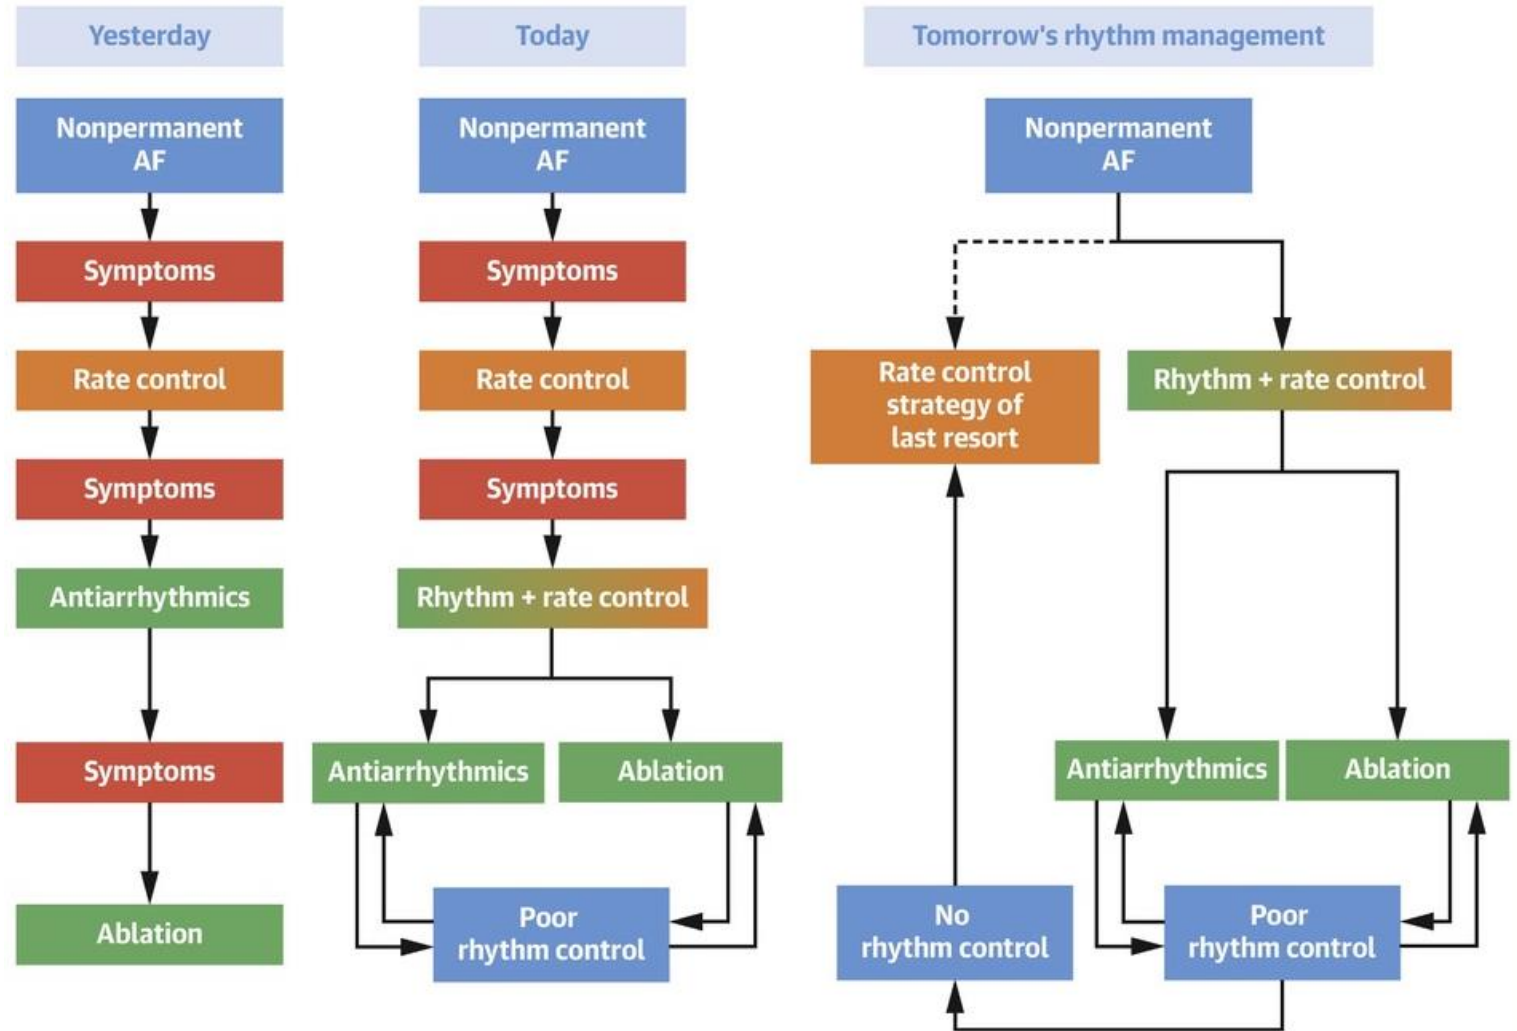 Yesterday
Nonpermanent
AF
Symptoms
Rate control
Symptoms
Antiarrhythmics
Symptoms
Ablation
Today
Nonpermanent
AF
Symptoms
Rate control
Symptoms
Rhythm + rate control
Antiarrhythmics
Ablation
Poor
rhythm control
Tomorrow's rhythm management
Nonpermanent
AF
Rate control
strategy of
last resort
Rhythm + rate control
Antiarrhythmics
Ablation
No
rhythm control
Poor
rhythm control